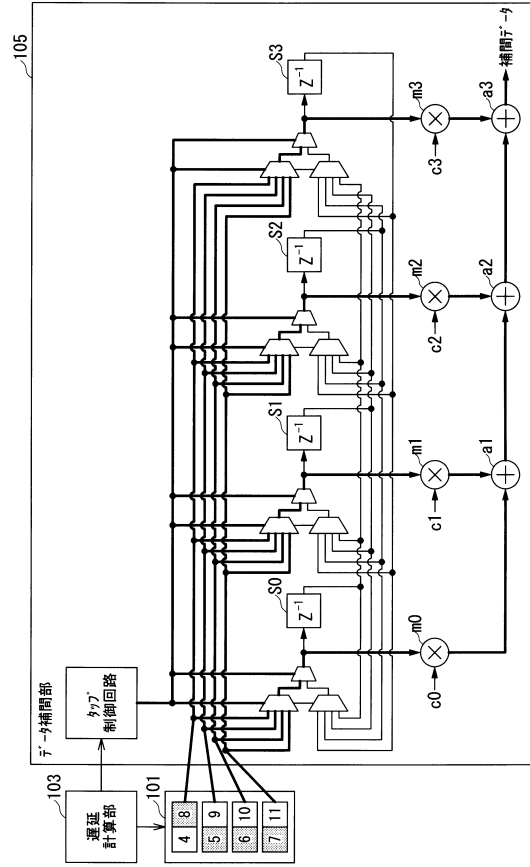 105
データ補間部
103
遅延
計算部
タップ
制御回路
101
4 8
5 9
6 10
7 11
S0
Z⁻¹
S1
Z⁻¹
S2
Z⁻¹
S3
Z⁻¹
c0
m0
c1
m1
c2
m2
c3
m3
a1
a2
a3
補間データ